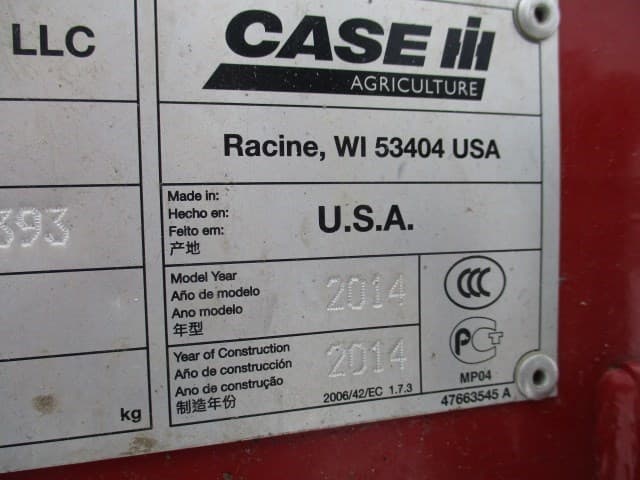 LLC
393
kg
CASE IH
AGRICULTURE
Racine, WI 53404 USA
Made in:
Hecho en:
Feito em:
产地
U.S.A.
Model Year
Año de modelo
Ano modelo
年型
2014
CCC
Year of Construction
Año de construcción
Ano de construção
制造年份
2014
2006/42/EC 1.7.3
PCT
MP04
47663545 A